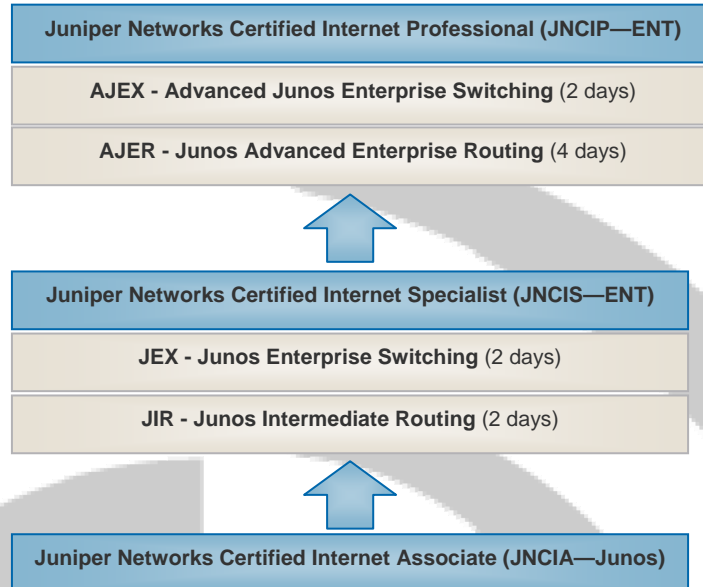 Juniper Networks Certified Internet Professional (JNCIP—ENT)
AJEX - Advanced Junos Enterprise Switching (2 days)
AJER - Junos Advanced Enterprise Routing (4 days)
Juniper Networks Certified Internet Specialist (JNCIS—ENT)
JEX - Junos Enterprise Switching (2 days)
JIR - Junos Intermediate Routing (2 days)
Juniper Networks Certified Internet Associate (JNCIA—Junos)